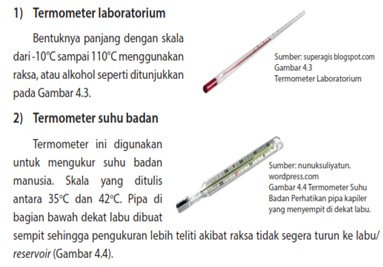 1) Termometer laboratorium
Bentuknya panjang dengan skala
dari -10°C sampai 110°C menggunakan
raksa, atau alkohol seperti ditunjukkan
pada Gambar 4.3.
Sumber: superagis blogspot.com
Gambar 4.3
Termometer Laboratorium
2) Termometer suhu badan
Termometer ini digunakan
untuk mengukur suhu badan
manusia. Skala yang ditulis
antara 35°C dan 42°C. Pipa di
bagian bawah dekat labu dibuat
sempit sehingga pengukuran lebih teliti akibat raksa tidak segera turun ke labu/
reservoir (Gambar 4.4).
Sumber: nunuksuliyatun.
wordpress.com
Gambar 4.4 Termometer Suhu
Badan Perhatikan pipa kapiler
yang menyempit di dekat labu.